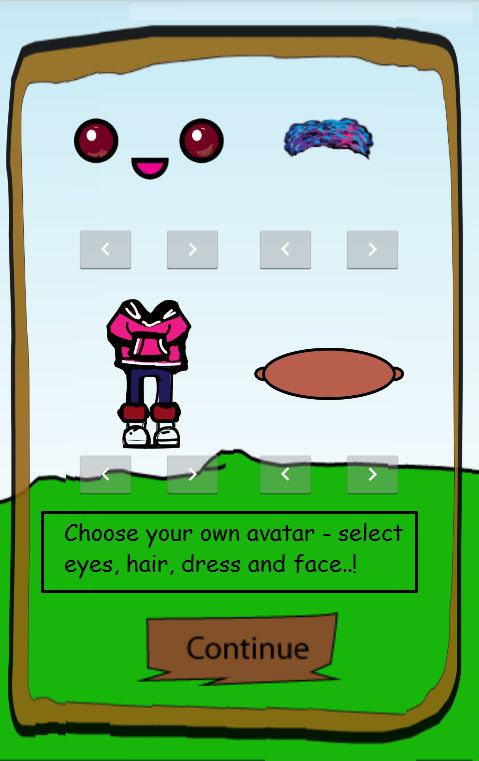 Choose your own avatar - select
eyes, hair, dress and face..!
Continue